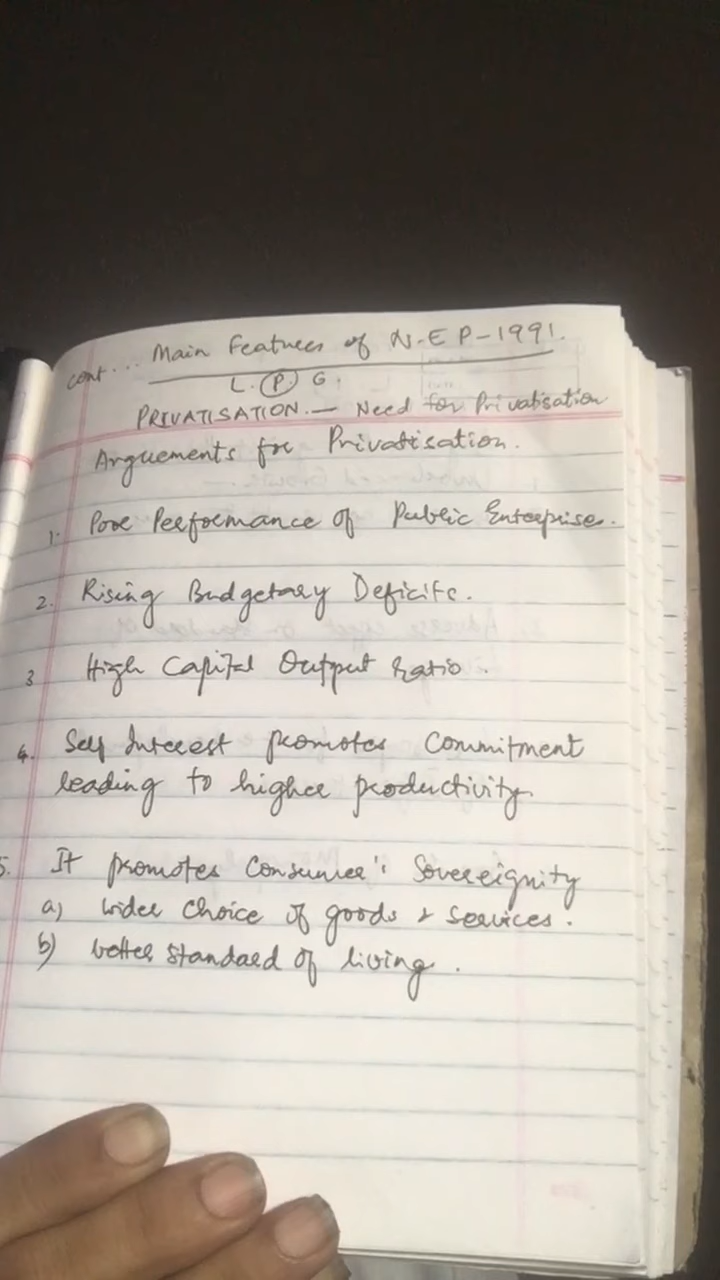 cont... Main Features of N.E P-1991.
L. P. G.
PRIVATISATION. — Need for Privatisation
Arguements for Privatisation.
1. Poor Performance of Public Enterprise.
2. Rising Budgetary Deficits.
3 High Capital Output Ratio.
4. Self Interest promotes Commitment
leading to higher productivity.
5. It promotes Consumer's Sovereignity
a) wider choice of goods & services.
b) better standard of living.